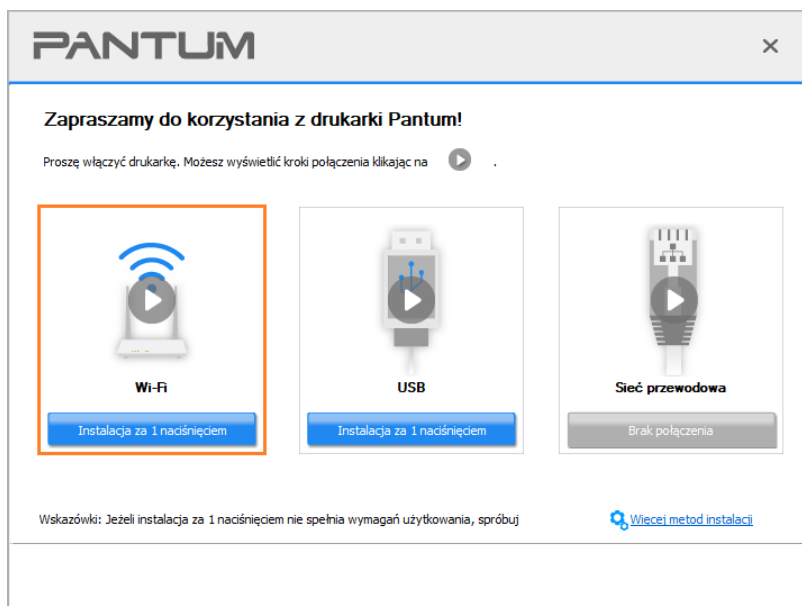 PANTUM
Zapraszamy do korzystania z drukarki Pantum!
Proszę włączyć drukarkę. Możesz wyświetlić kroki połączenia klikając na .
Wi-Fi
Instalacja za 1 naciśnięciem
USB
Instalacja za 1 naciśnięciem
Sieć przewodowa
Brak połączenia
Wskazówki: Jeżeli instalacja za 1 naciśnięciem nie spełnia wymagań użytkowania, spróbuj Więcej metod instalacji